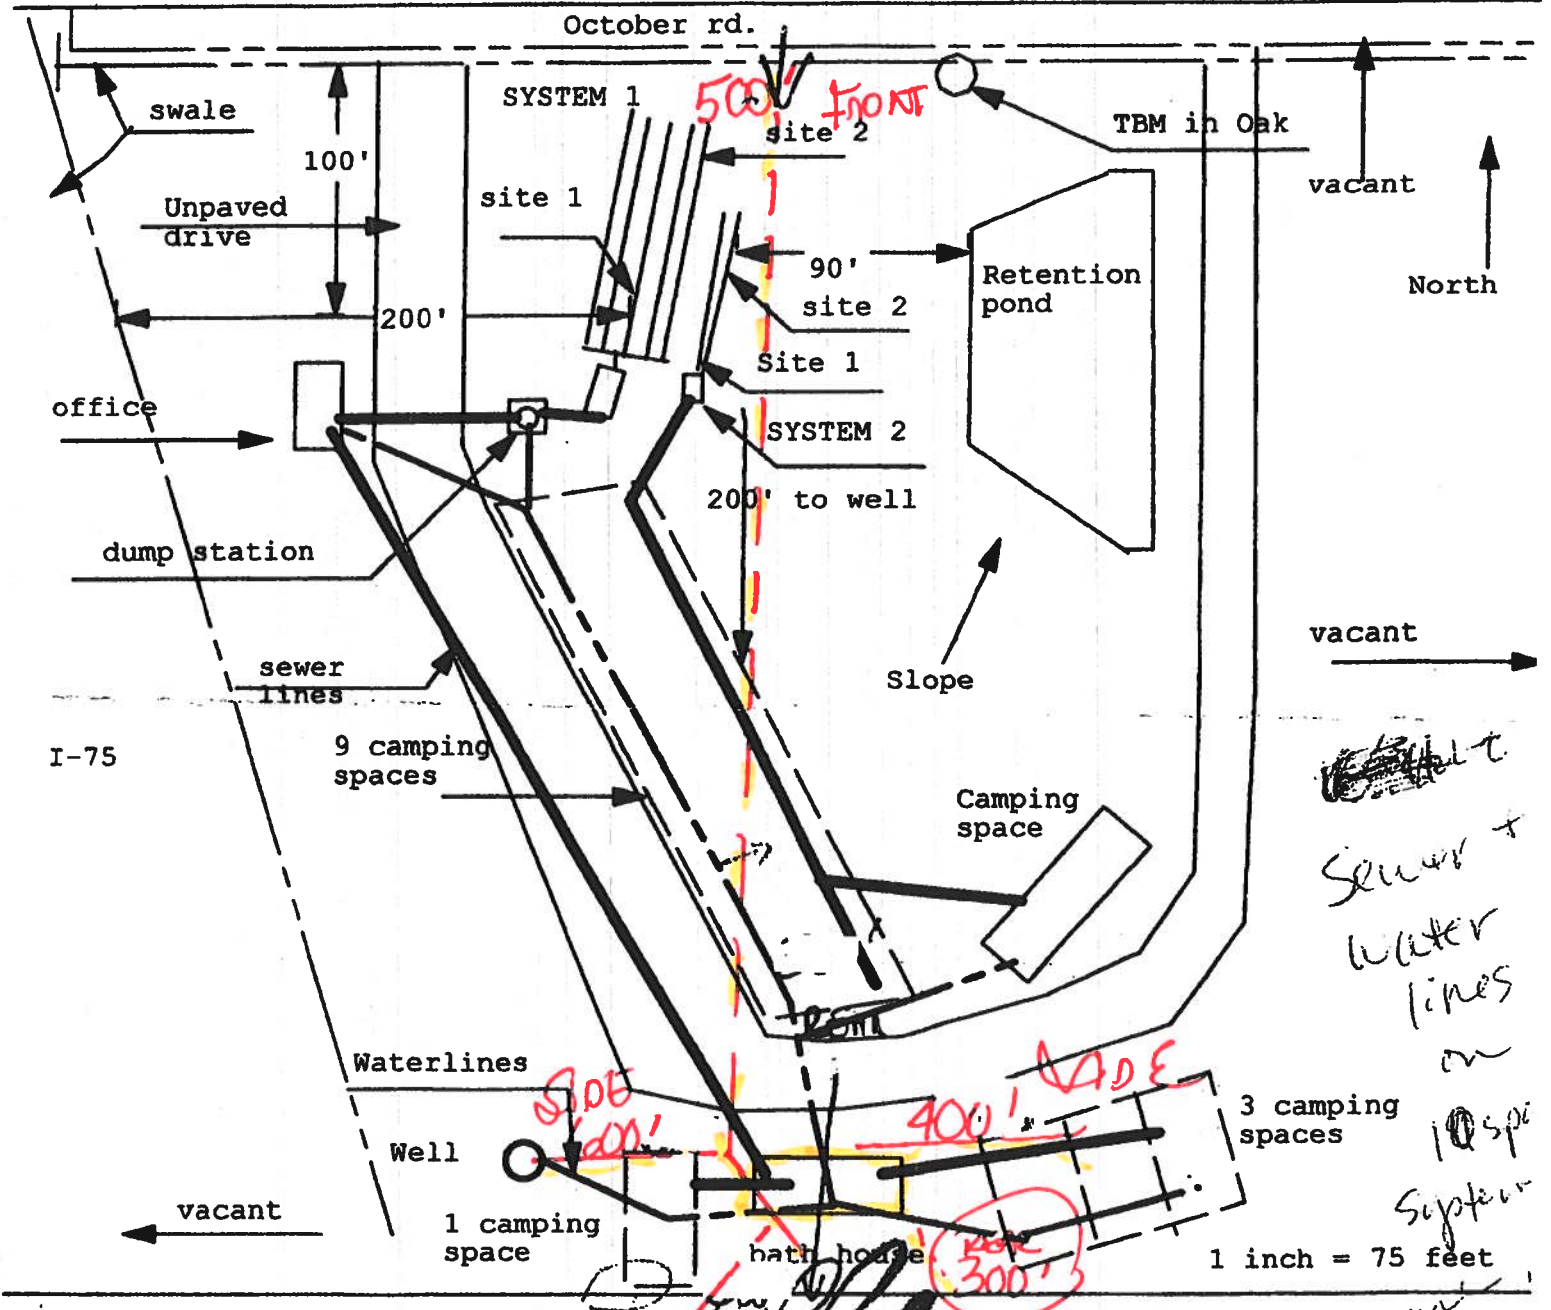 October rd.
SYSTEM 1
500' FRONT
swale
site 2
TBM in Oak
100'
vacant
site 1
Unpaved
drive
90'
Retention
pond
North
site 2
200'
Site 1
office
SYSTEM 2
200' to well
dump station
vacant
Slope
sewer
lines
I-75
9 camping
spaces
Camping
space
Sewer +
water
lines
on
Waterlines
SIDE
SIDE
400'
3 camping
spaces
Well
vacant
1 camping
space
bath house
300'
1 inch = 75 feet